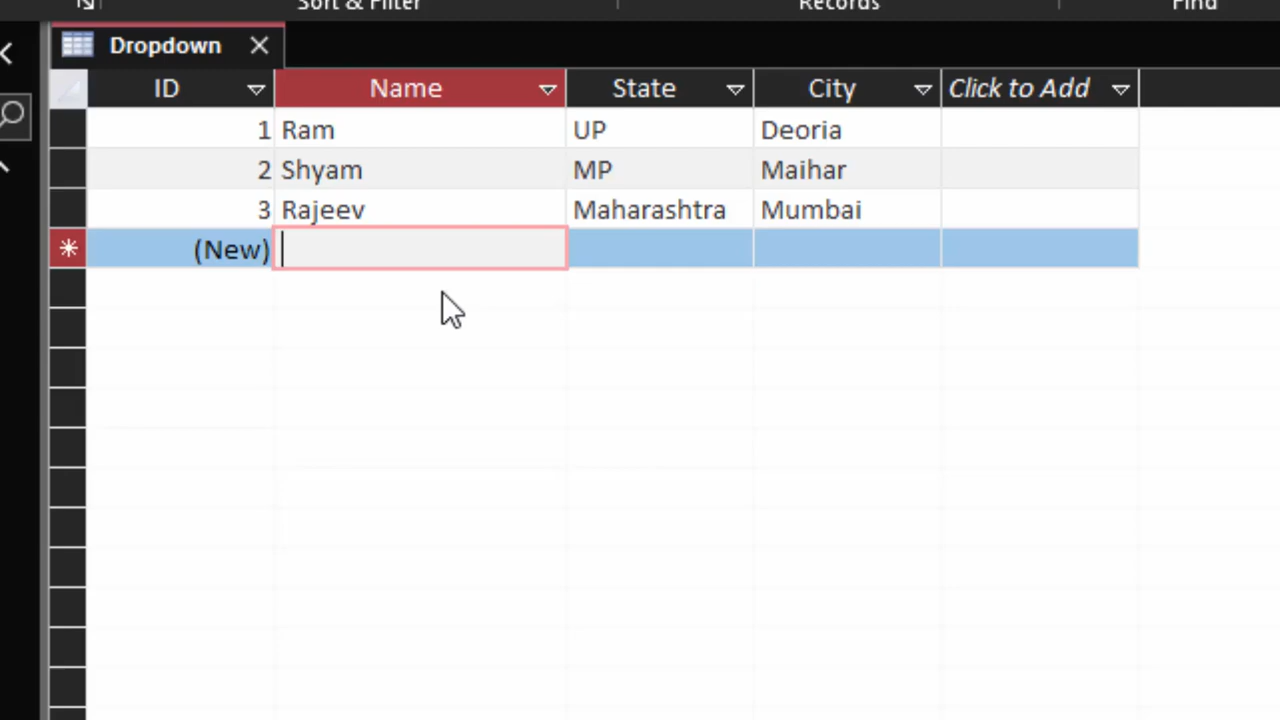 Sort & Filter Records Find
Dropdown
ID Name State City Click to Add
1 Ram UP Deoria
2 Shyam MP Maihar
3 Rajeev Maharashtra Mumbai
(New)